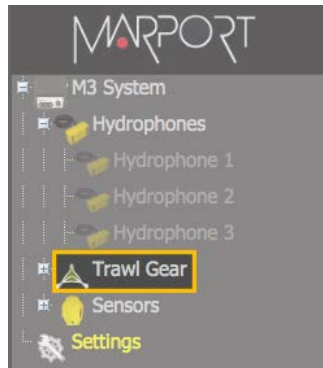 MARPORT
M3 System
Hydrophones
Hydrophone 1
Hydrophone 2
Hydrophone 3
Trawl Gear
Sensors
Settings